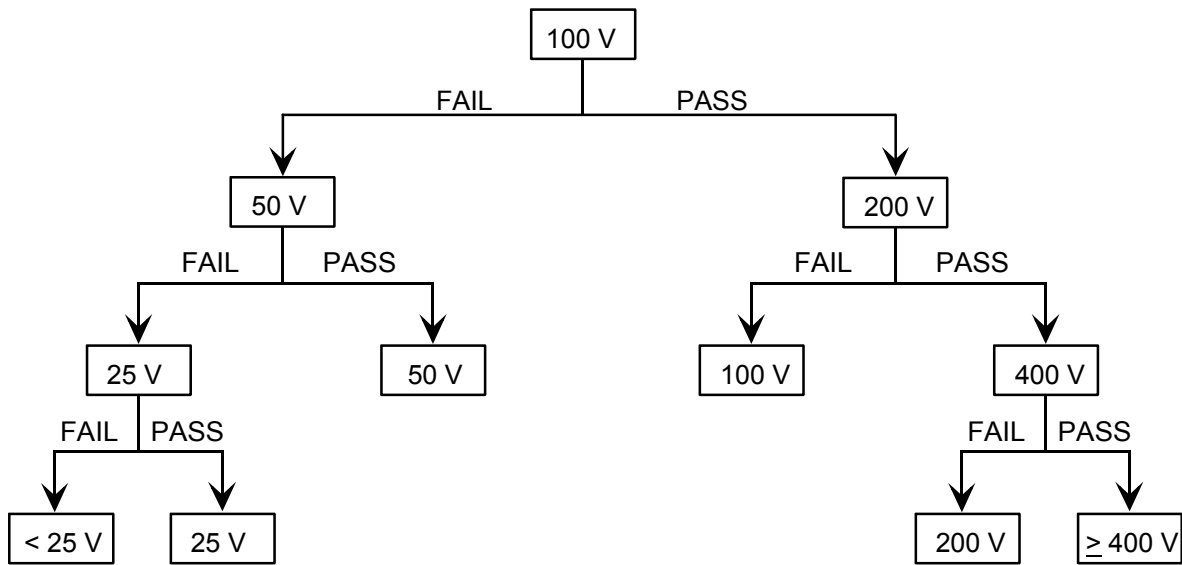 100 V
FAIL PASS
50 V 200 V
FAIL PASS FAIL PASS
25 V 50 V 100 V 400 V
FAIL PASS FAIL PASS
< 25 V 25 V 200 V ≥ 400 V